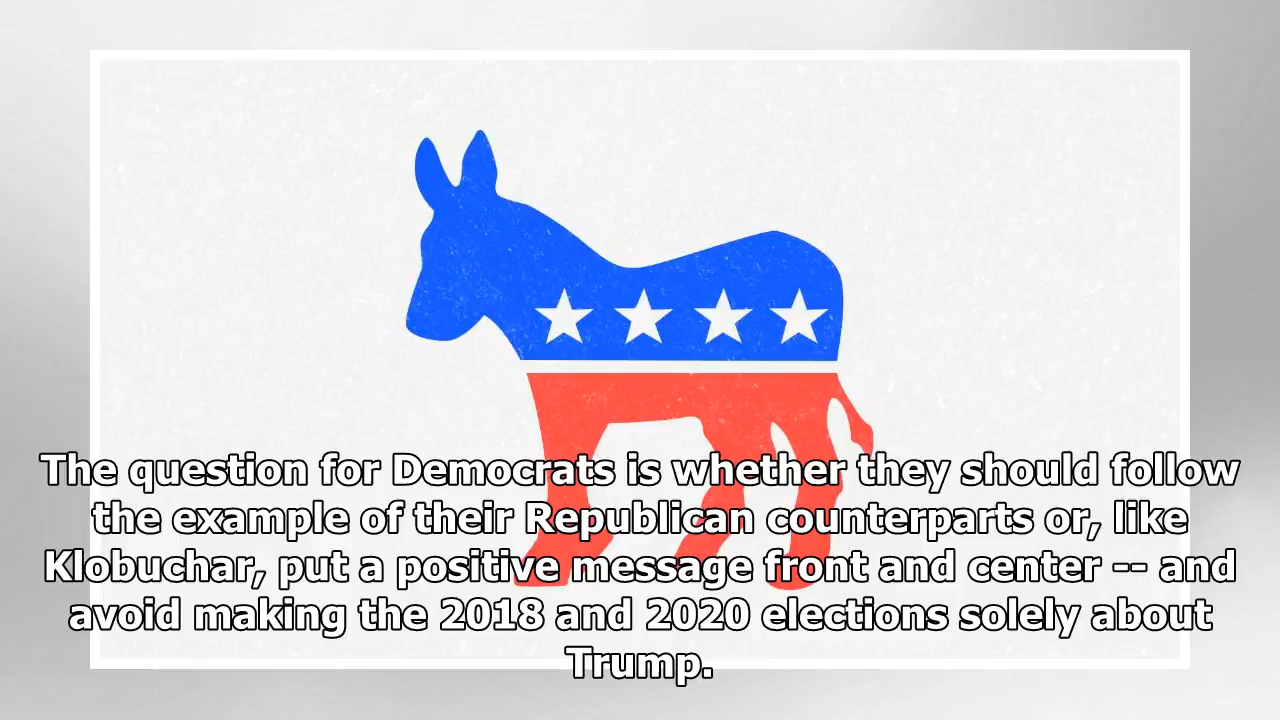 The question for Democrats is whether they should follow
the example of their Republican counterparts or, like
Klobuchar, put a positive message front and center -- and
avoid making the 2018 and 2020 elections solely about
Trump.